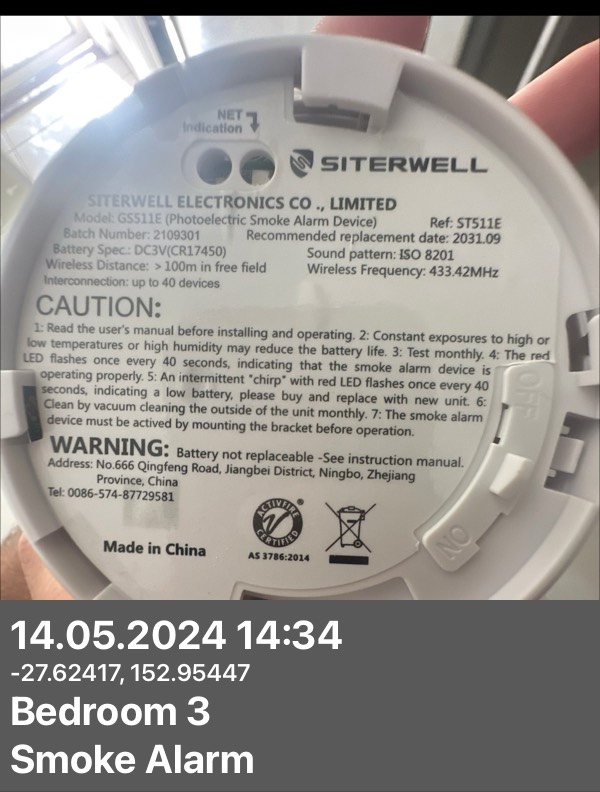 NET
Indication
SITERWELL
SITERWELL ELECTRONICS CO ., LIMITED
Model: GS511E (Photoelectric Smoke Alarm Device) Ref: ST511E
Batch Number: 2109301 Recommended replacement date: 2031.09
Battery Spec.: DC3V(CR17450) Sound pattern: ISO 8201
Wireless Distance: > 100m in free field Wireless Frequency: 433.42MHz
Interconnection: up to 40 devices
CAUTION:
1: Read the user's manual before installing and operating. 2: Constant exposures to high or
low temperatures or high humidity may reduce the battery life. 3: Test monthly. 4: The red
LED flashes once every 40 seconds, indicating that the smoke alarm device is
operating properly. 5: An intermittent "chirp" with red LED flashes once every 40
seconds, indicating a low battery, please buy and replace with new unit. 6:
Clean by vacuum cleaning the outside of the unit monthly. 7: The smoke alarm
device must be actived by mounting the bracket before operation.
WARNING: Battery not replaceable -See instruction manual.
Address: No.666 Qingfeng Road, Jiangbei District, Ningbo, Zhejiang
Province, China
Tel: 0086-574-87729581
OFF
ON
ACTIVFIRE
CERTIFIED
®
AS 3786:2014
Made in China
14.05.2024 14:34
-27.62417, 152.95447
Bedroom 3
Smoke Alarm